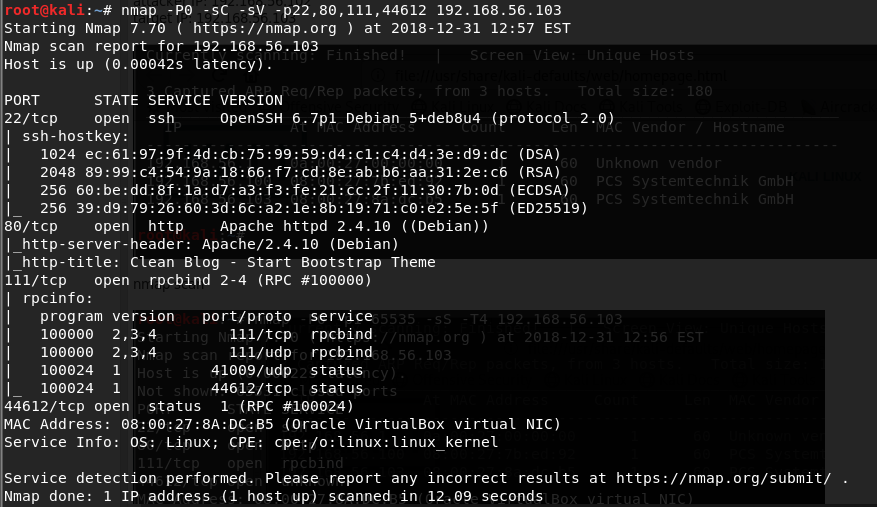 root@kali:~# nmap -P0 -sC -sV -p22,80,111,44612 192.168.56.103
Starting Nmap 7.70 ( https://nmap.org ) at 2018-12-31 12:57 EST
Nmap scan report for 192.168.56.103
Host is up (0.00042s latency).
PORT STATE SERVICE VERSION
22/tcp open ssh OpenSSH 6.7p1 Debian 5+deb8u4 (protocol 2.0)
| ssh-hostkey:
| 1024 ec:61:97:9f:4d:cb:75:99:59:d4:c1:c4:d4:3e:d9:dc (DSA)
| 2048 89:99:c4:54:9a:18:66:f7:cd:8e:ab:b6:aa:31:2e:c6 (RSA)
| 256 60:be:dd:8f:1a:d7:a3:f3:fe:21:cc:2f:11:30:7b:0d (ECDSA)
|_ 256 39:d9:79:26:60:3d:6c:a2:1e:8b:19:71:c0:e2:5e:5f (ED25519)
80/tcp open http Apache httpd 2.4.10 ((Debian))
|_http-server-header: Apache/2.4.10 (Debian)
|_http-title: Clean Blog - Start Bootstrap Theme
111/tcp open rpcbind 2-4 (RPC #100000)
| rpcinfo:
| program version port/proto service
| 100000 2,3,4 111/tcp rpcbind
| 100000 2,3,4 111/udp rpcbind
| 100024 1 41009/udp status
|_ 100024 1 44612/tcp status
44612/tcp open status 1 (RPC #100024)
MAC Address: 08:00:27:8A:DC:B5 (Oracle VirtualBox virtual NIC)
Service Info: OS: Linux; CPE: cpe:/o:linux:linux_kernel
Service detection performed. Please report any incorrect results at https://nmap.org/submit/ .
Nmap done: 1 IP address (1 host up) scanned in 12.09 seconds